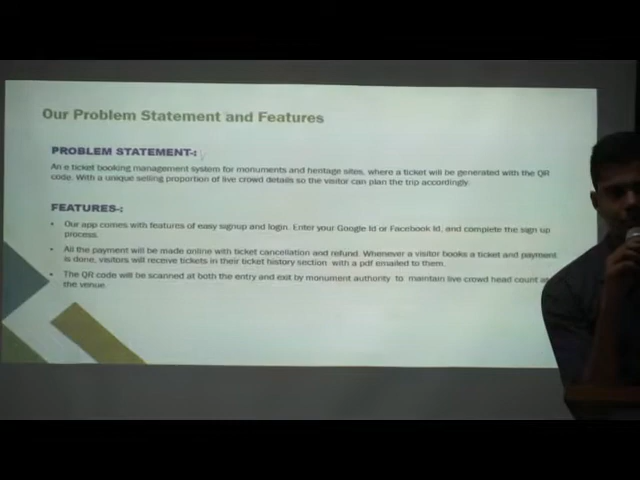 Our Problem Statement and Features
PROBLEM STATEMENT-:
An e ticket booking management system for monuments and heritage sites, where a ticket will be generated with the QR
code. With a unique selling proportion of live crowd details so the visitor can plan the trip accordingly.
FEATURES-:
• Our app comes with features of easy signup and login. Enter your Google Id or Facebook Id, and complete the sign up
process.
• All the payment will be made online with ticket cancellation and refund. Whenever a visitor books a ticket and payment
is done, visitors will receive tickets in their ticket history section with a pdf emailed to them.
• The QR code will be scanned at both the entry and exit by monument authority to maintain live crowd head count at
the venue.